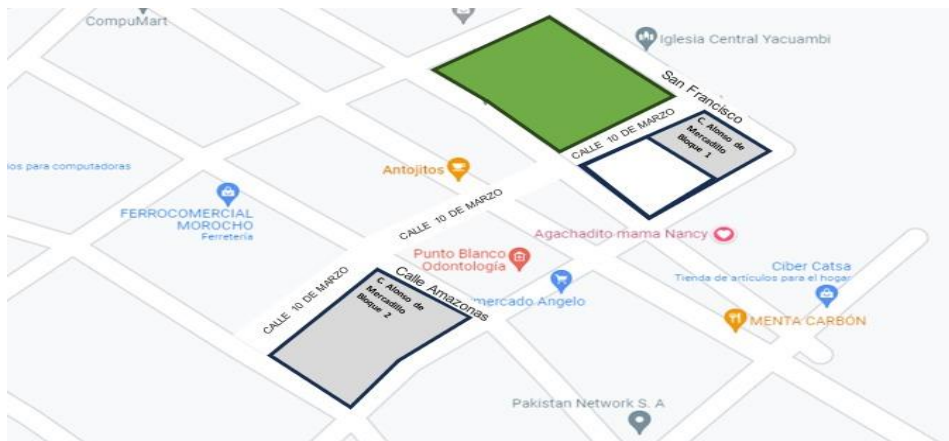 CompuMart
Iglesia Central Yacuambi
San Francisco
C. Alonso de
Mercadillo
Bloque 1
CALLE 10 DE MARZO
ios para computadoras
Antojitos
FERROCOMERCIAL
MOROCHO
Ferretería
CALLE 10 DE MARZO
Agachadito mama Nancy
Punto Blanco
Odontología
Ciber Catsa
Tienda de artículos para el hogar
Calle Amazonas
CALLE 10 DE MARZO
C. Alonso de
Mercadillo
Bloque 2
mercado Angelo
MENTA CARBÓN
Pakistan Network S. A